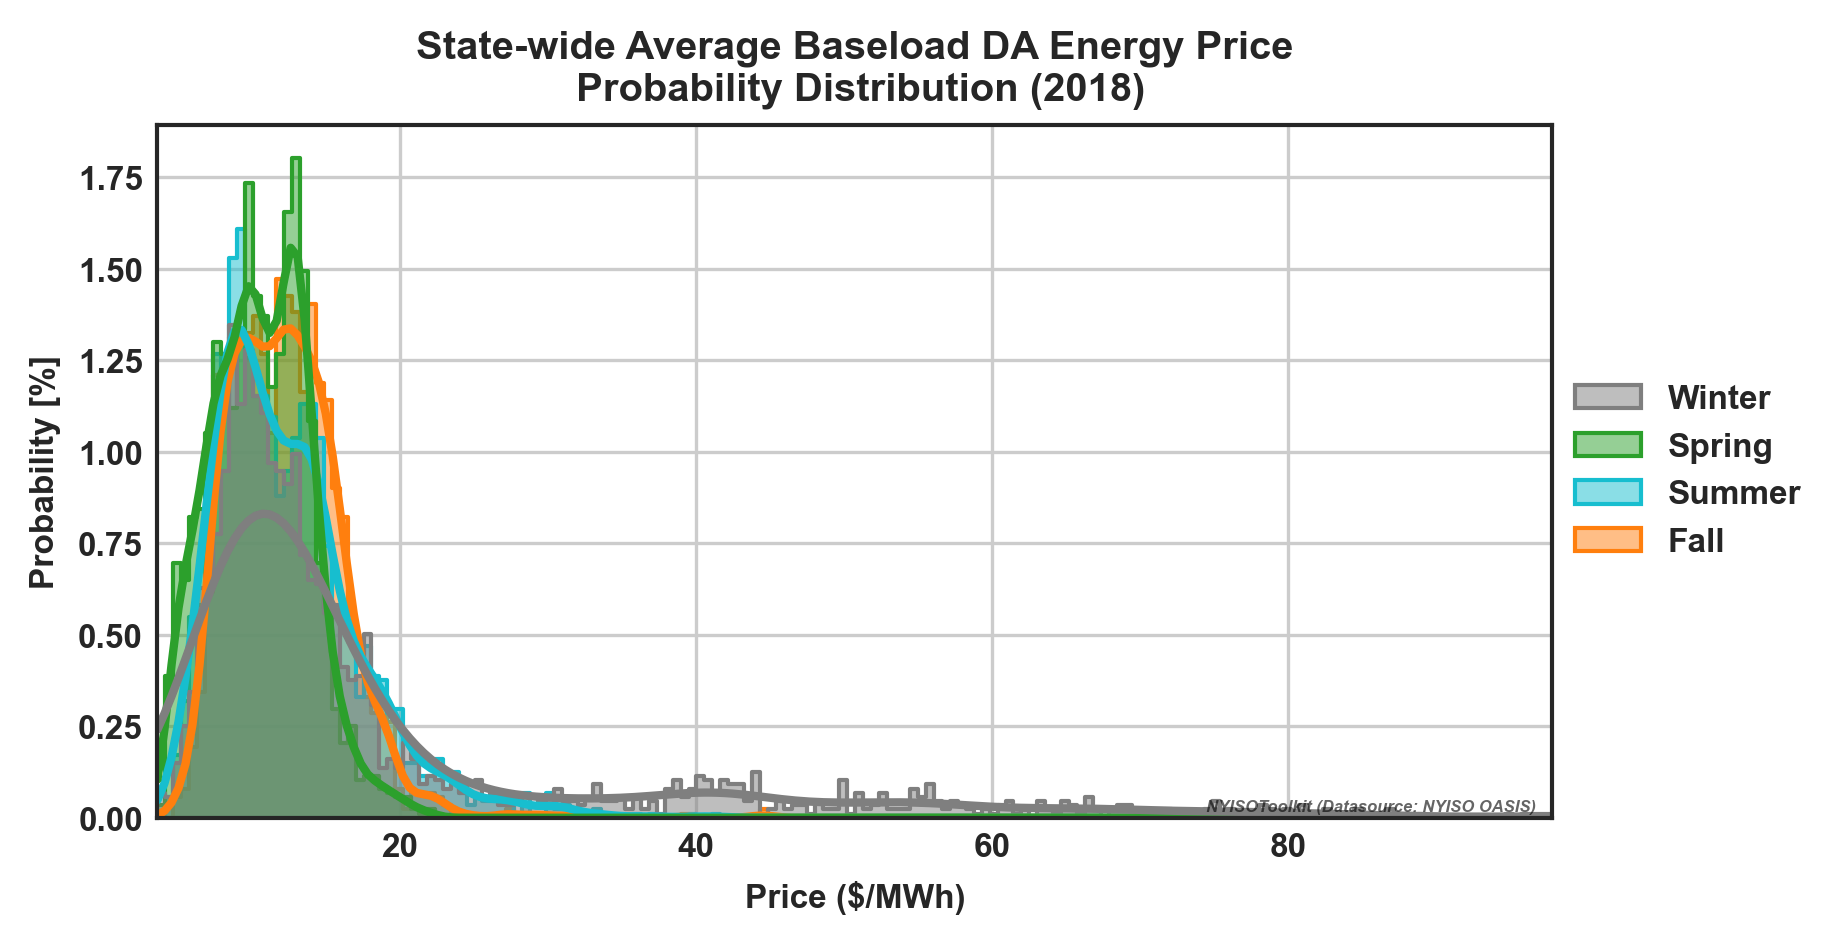 State-wide Average Baseload DA Energy Price
Probability Distribution (2018)
Probability [%]
1.75
1.50
1.25
1.00
0.75
0.50
0.25
0.00
20
40
60
80
Price ($/MWh)
Winter
Spring
Summer
Fall
NYISOToolkit (Datasource: NYISO OASIS)